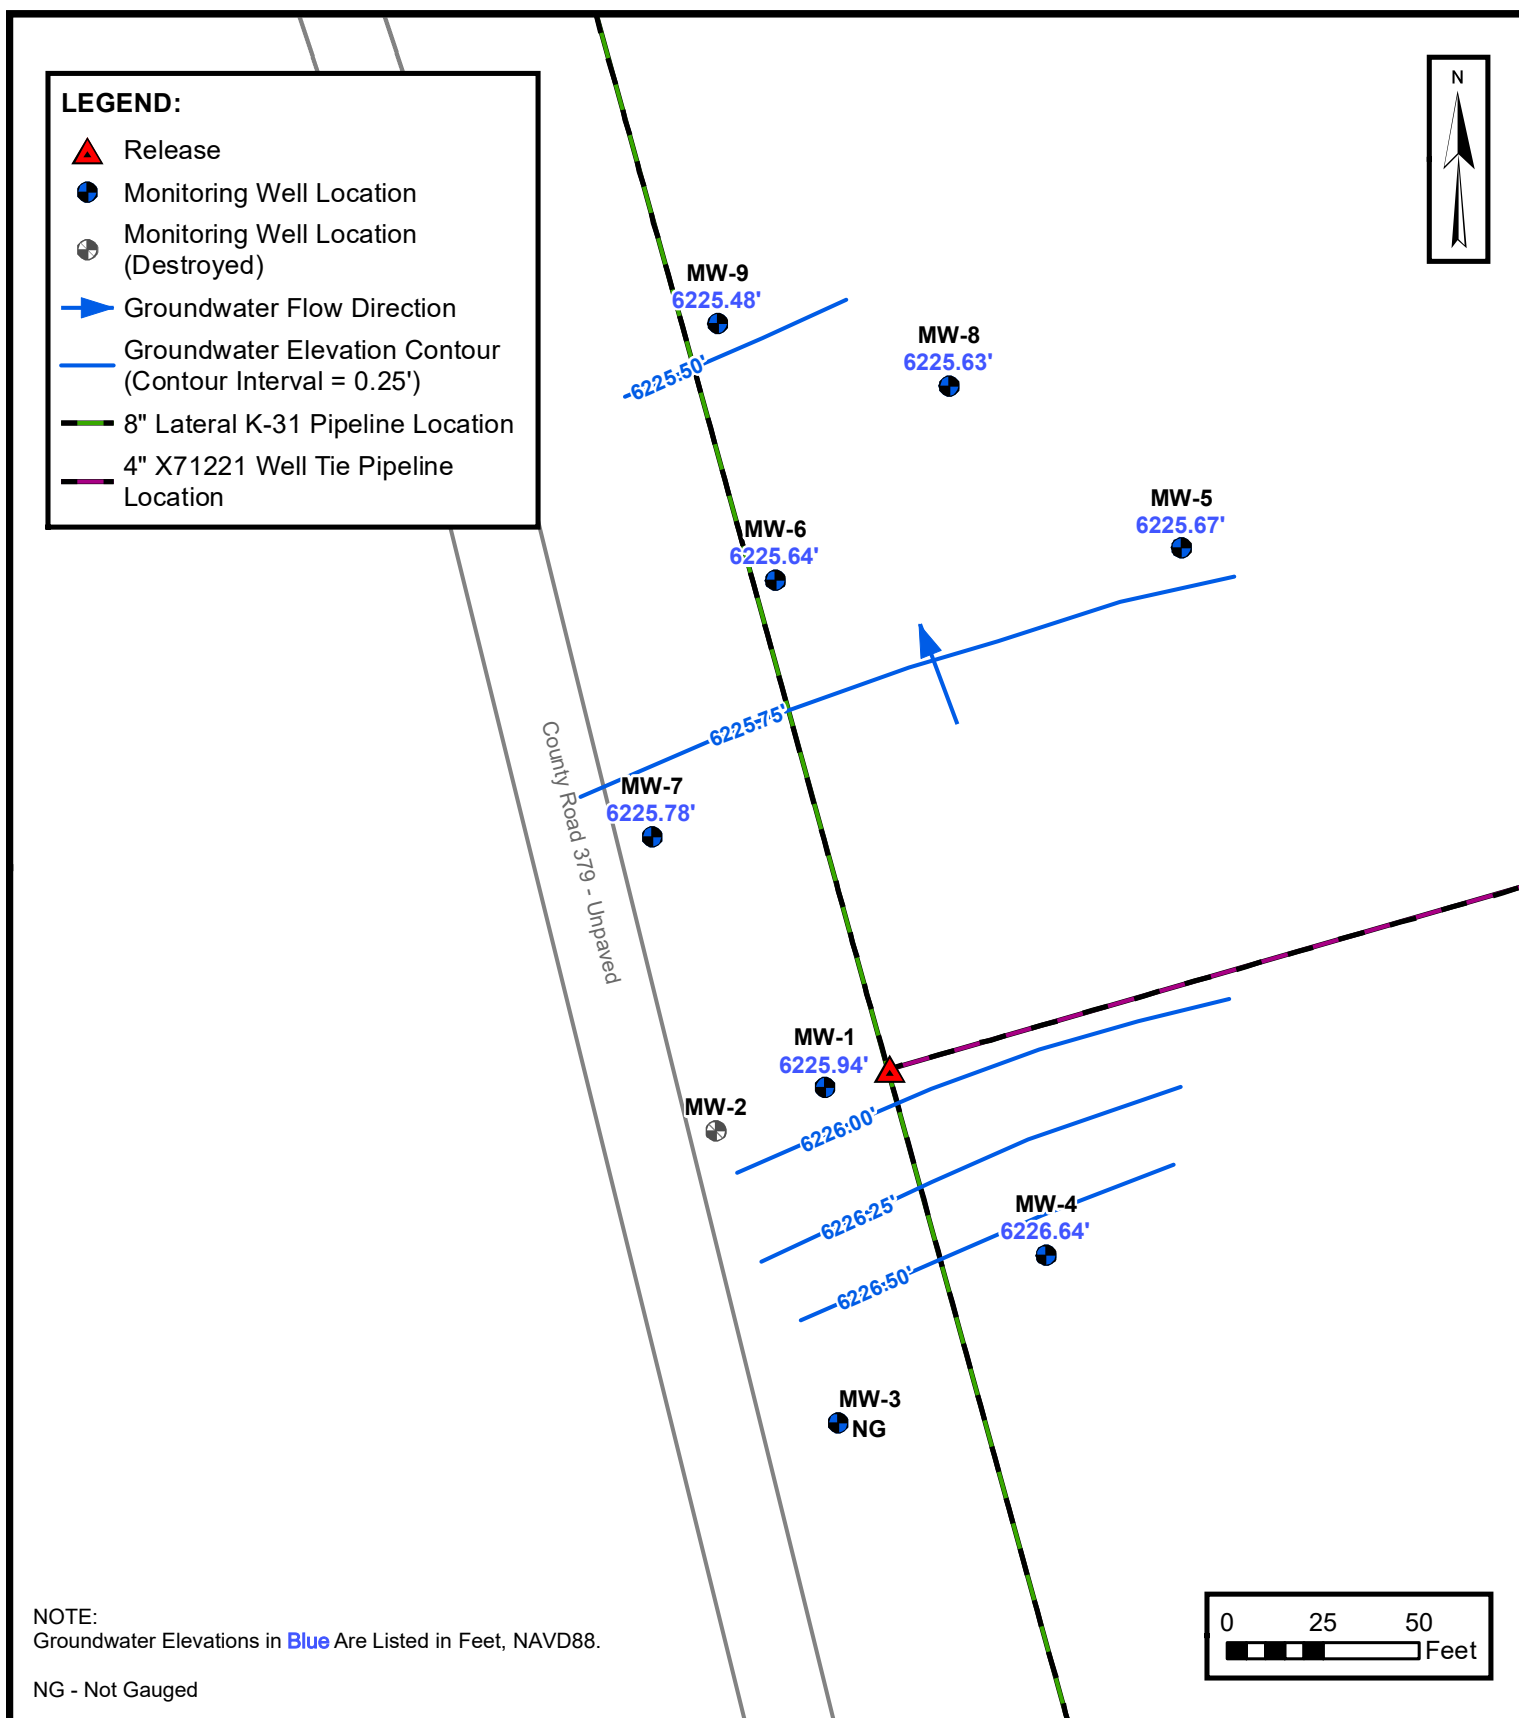 LEGEND:
Release
Monitoring Well Location
Monitoring Well Location
(Destroyed)
Groundwater Flow Direction
Groundwater Elevation Contour
(Contour Interval = 0.25')
8" Lateral K-31 Pipeline Location
4" X71221 Well Tie Pipeline
Location
N
MW-9
6225.48'
MW-8
6225.63'
6225.50'
MW-5
6225.67'
MW-6
6225.64'
6225.75'
MW-7
6225.78'
County Road 379 - Unpaved
MW-1
6225.94'
MW-2
6226.00'
6226.25'
MW-4
6226.64'
6226.50'
MW-3
NG
NOTE:
Groundwater Elevations in Blue Are Listed in Feet, NAVD88.
NG - Not Gauged
0 25 50
Feet